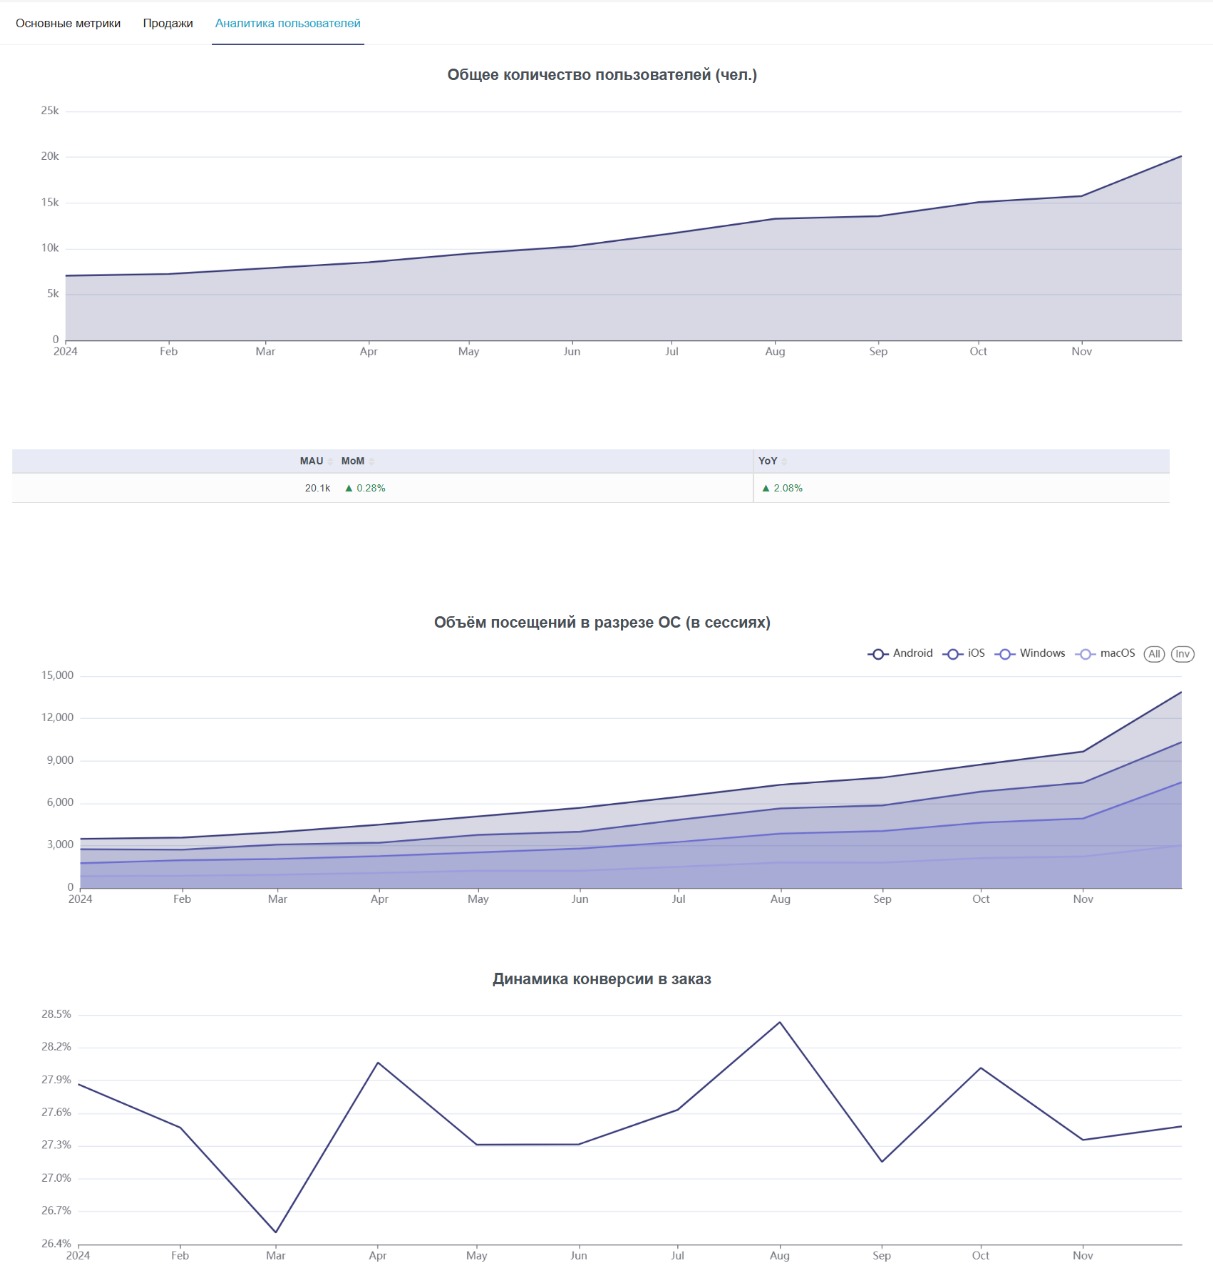 Основные метрики Продажи Аналитика пользователей
Общее количество пользователей (чел.)
25k
20k
15k
10k
5k
0
2024 Feb Mar Apr May Jun Jul Aug Sep Oct Nov
MAU MoM YoY
20.1k ▲ 0.28% ▲ 2.08%
Объём посещений в разрезе ОС (в сессиях)
Android iOS Windows macOS All Inv
15,000
12,000
9,000
6,000
3,000
0
2024 Feb Mar Apr May Jun Jul Aug Sep Oct Nov
Динамика конверсии в заказ
28.5%
28.2%
27.9%
27.6%
27.3%
27.0%
26.7%
26.4%
2024 Feb Mar Apr May Jun Jul Aug Sep Oct Nov